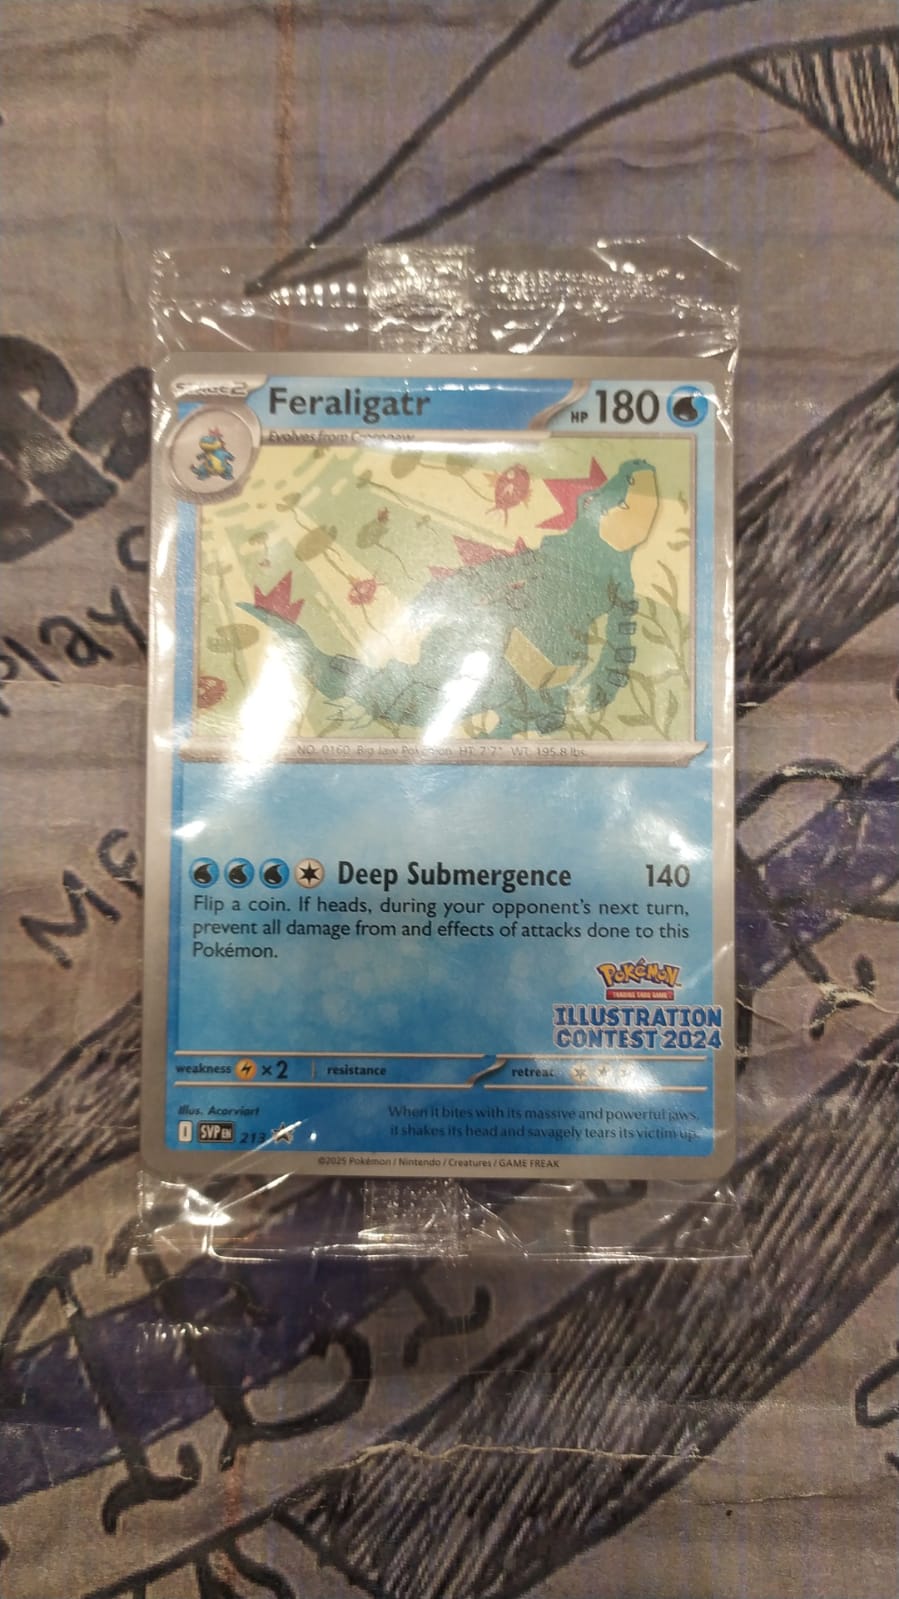 STAGE2
Feraligatr
HP 180
Evolves from Croconaw
NO. 0160 Big Jaw Pokémon HT: 7'7" WT: 195.8 lbs.
Deep Submergence 140
Flip a coin. If heads, during your opponent's next turn,
prevent all damage from and effects of attacks done to this
Pokémon.
POKÉMON
TRADING CARD GAME
ILLUSTRATION
CONTEST 2024
weakness ×2 resistance retreat
Illus. Acorviart
When it bites with its massive and powerful jaws,
it shakes its head and savagely tears its victim up.
I SVP EN 213
©2025 Pokémon / Nintendo / Creatures / GAME FREAK
Play